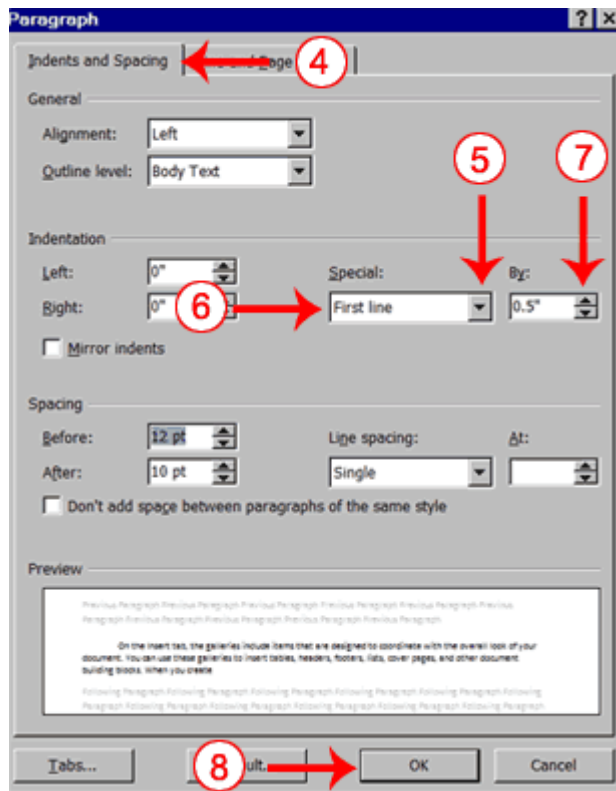 Paragraph
Indents and Spacing
4
General
Alignment: Left
Outline level: Body Text
5 7
Indentation
Left: 0"
Special: By:
Right: 0"
6
First line 0.5"
Mirror indents
Spacing
Before: 12 pt
Line spacing: At:
After: 10 pt
Single
Don't add space between paragraphs of the same style
Preview
Previous Paragraph Previous Paragraph Previous Paragraph Previous Paragraph Previous Paragraph Previous
Paragraph Previous Paragraph Previous Paragraph Previous Paragraph Previous Paragraph
On the Insert tab, the galleries include items that are designed to coordinate with the overall look of your
document. You can use these galleries to insert tables, headers, footers, lists, cover pages, and other document
building blocks. When you create
Following Paragraph Following Paragraph Following Paragraph Following Paragraph Following
Paragraph Following Paragraph Following Paragraph Following Paragraph Following Paragraph
Tabs...
8
OK
Cancel